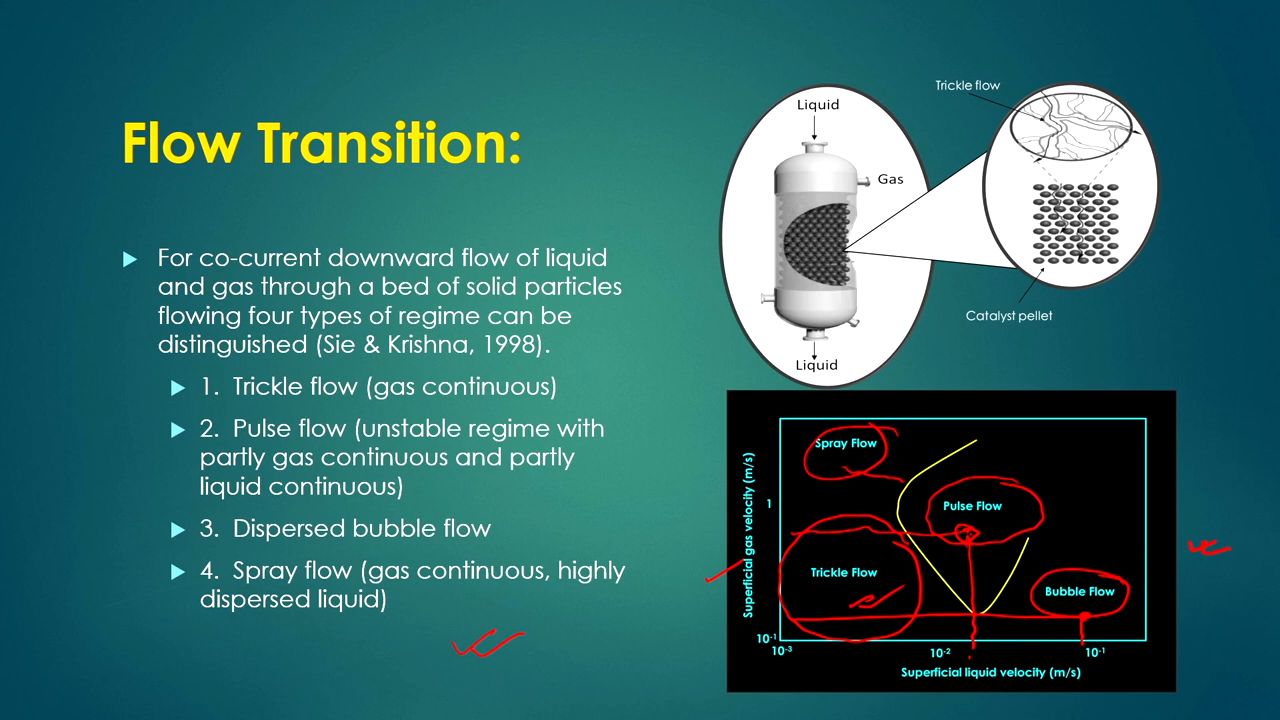 Flow Transition:
For co-current downward flow of liquid
and gas through a bed of solid particles
flowing four types of regime can be
distinguished (Sie & Krishna, 1998).
1. Trickle flow (gas continuous)
2. Pulse flow (unstable regime with
partly gas continuous and partly
liquid continuous)
3. Dispersed bubble flow
4. Spray flow (gas continuous, highly
dispersed liquid)
Liquid
Gas
Liquid
Trickle flow
Catalyst pellet
Superficial gas velocity (m/s)
Spray Flow
1
Pulse Flow
Trickle Flow
Bubble Flow
10⁻¹
10⁻³
10⁻²
10⁻¹
Superficial liquid velocity (m/s)